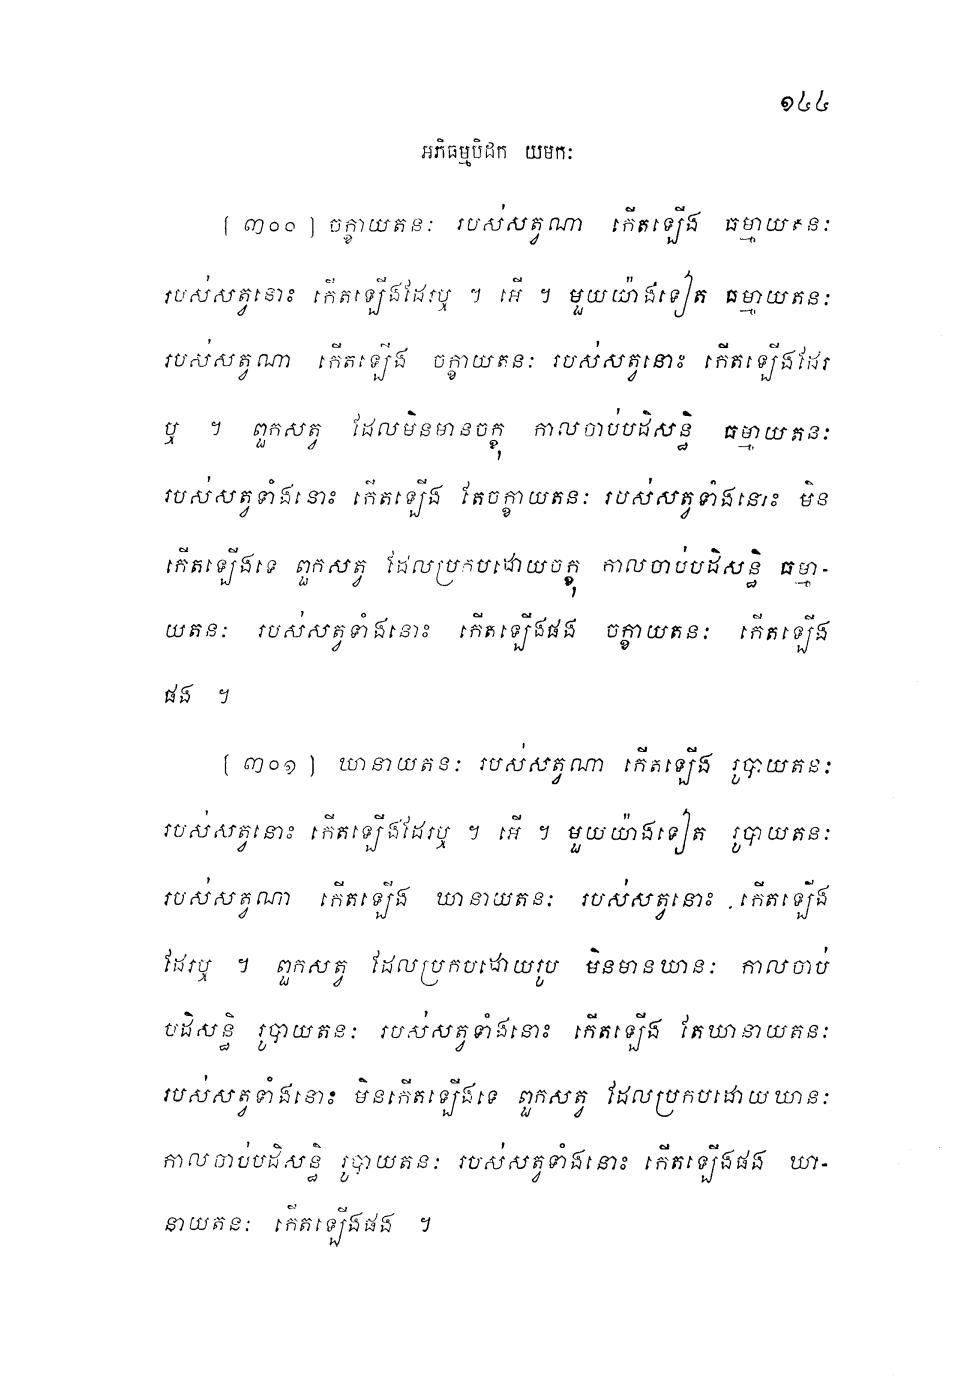 ១៤៤
អភិធម្មបិដក យមកៈ
[ ៣០០ ] ចក្ខាយតនៈ របស់សត្វណា កើតឡើង ធម្មាយតនៈ
របស់សត្វនោះ កើតឡើងដែរឬ ។ អើ ។ មួយយ៉ាងទៀត ធម្មាយតនៈ
របស់សត្វណា កើតឡើង ចក្ខាយតនៈ របស់សត្វនោះ កើតឡើងដែរ
ឬ ។ ពួកសត្វ ដែលមិនមានចក្ខុ កាលចាប់បដិសន្ធិ ធម្មាយតនៈ
របស់សត្វទាំងនោះ កើតឡើង តែចក្ខាយតនៈ របស់សត្វទាំងនោះ មិន
កើតឡើងទេ ពួកសត្វ ដែលប្រកបដោយចក្ខុ កាលចាប់បដិសន្ធិ ធម្មា-
យតនៈ របស់សត្វទាំងនោះ កើតឡើងផង ចក្ខាយតនៈ កើតឡើង
ផង ។
[ ៣០១ ] ឃានាយតនៈ របស់សត្វណា កើតឡើង រូបាយតនៈ
របស់សត្វនោះ កើតឡើងដែរឬ ។ អើ ។ មួយយ៉ាងទៀត រូបាយតនៈ
របស់សត្វណា កើតឡើង ឃានាយតនៈ របស់សត្វនោះ កើតឡើង
ដែរឬ ។ ពួកសត្វ ដែលប្រកបដោយរូប មិនមានឃានៈ កាលចាប់
បដិសន្ធិ រូបាយតនៈ របស់សត្វទាំងនោះ កើតឡើង តែឃានាយតនៈ
របស់សត្វទាំងនោះ មិនកើតឡើងទេ ពួកសត្វ ដែលប្រកបដោយឃានៈ
កាលចាប់បដិសន្ធិ រូបាយតនៈ របស់សត្វទាំងនោះ កើតឡើងផង ឃា-
នាយតនៈ កើតឡើងផង ។